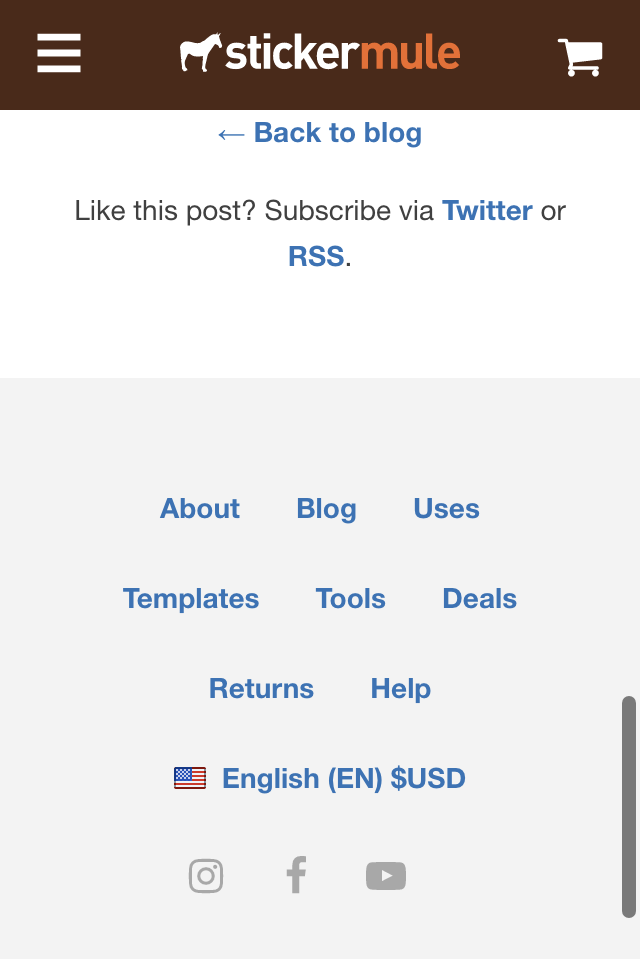 stickermule
← Back to blog
Like this post? Subscribe via Twitter or
RSS.
About Blog Uses
Templates Tools Deals
Returns Help
English (EN) $USD